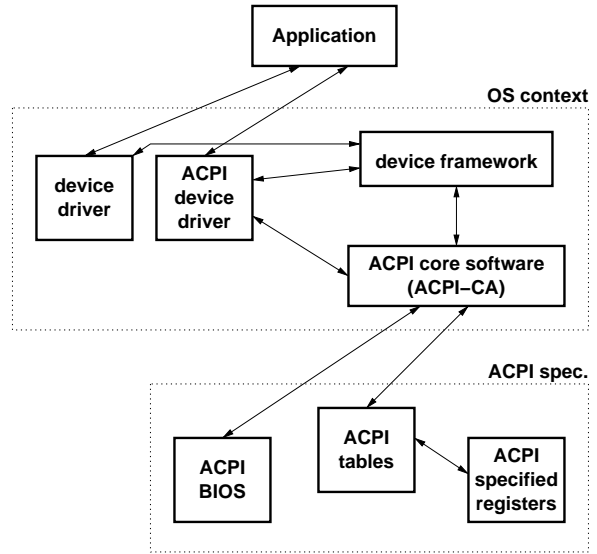 Application
OS context
device
driver
ACPI
device
driver
device framework
ACPI core software
(ACPI−CA)
ACPI spec.
ACPI
BIOS
ACPI
tables
ACPI
specified
registers